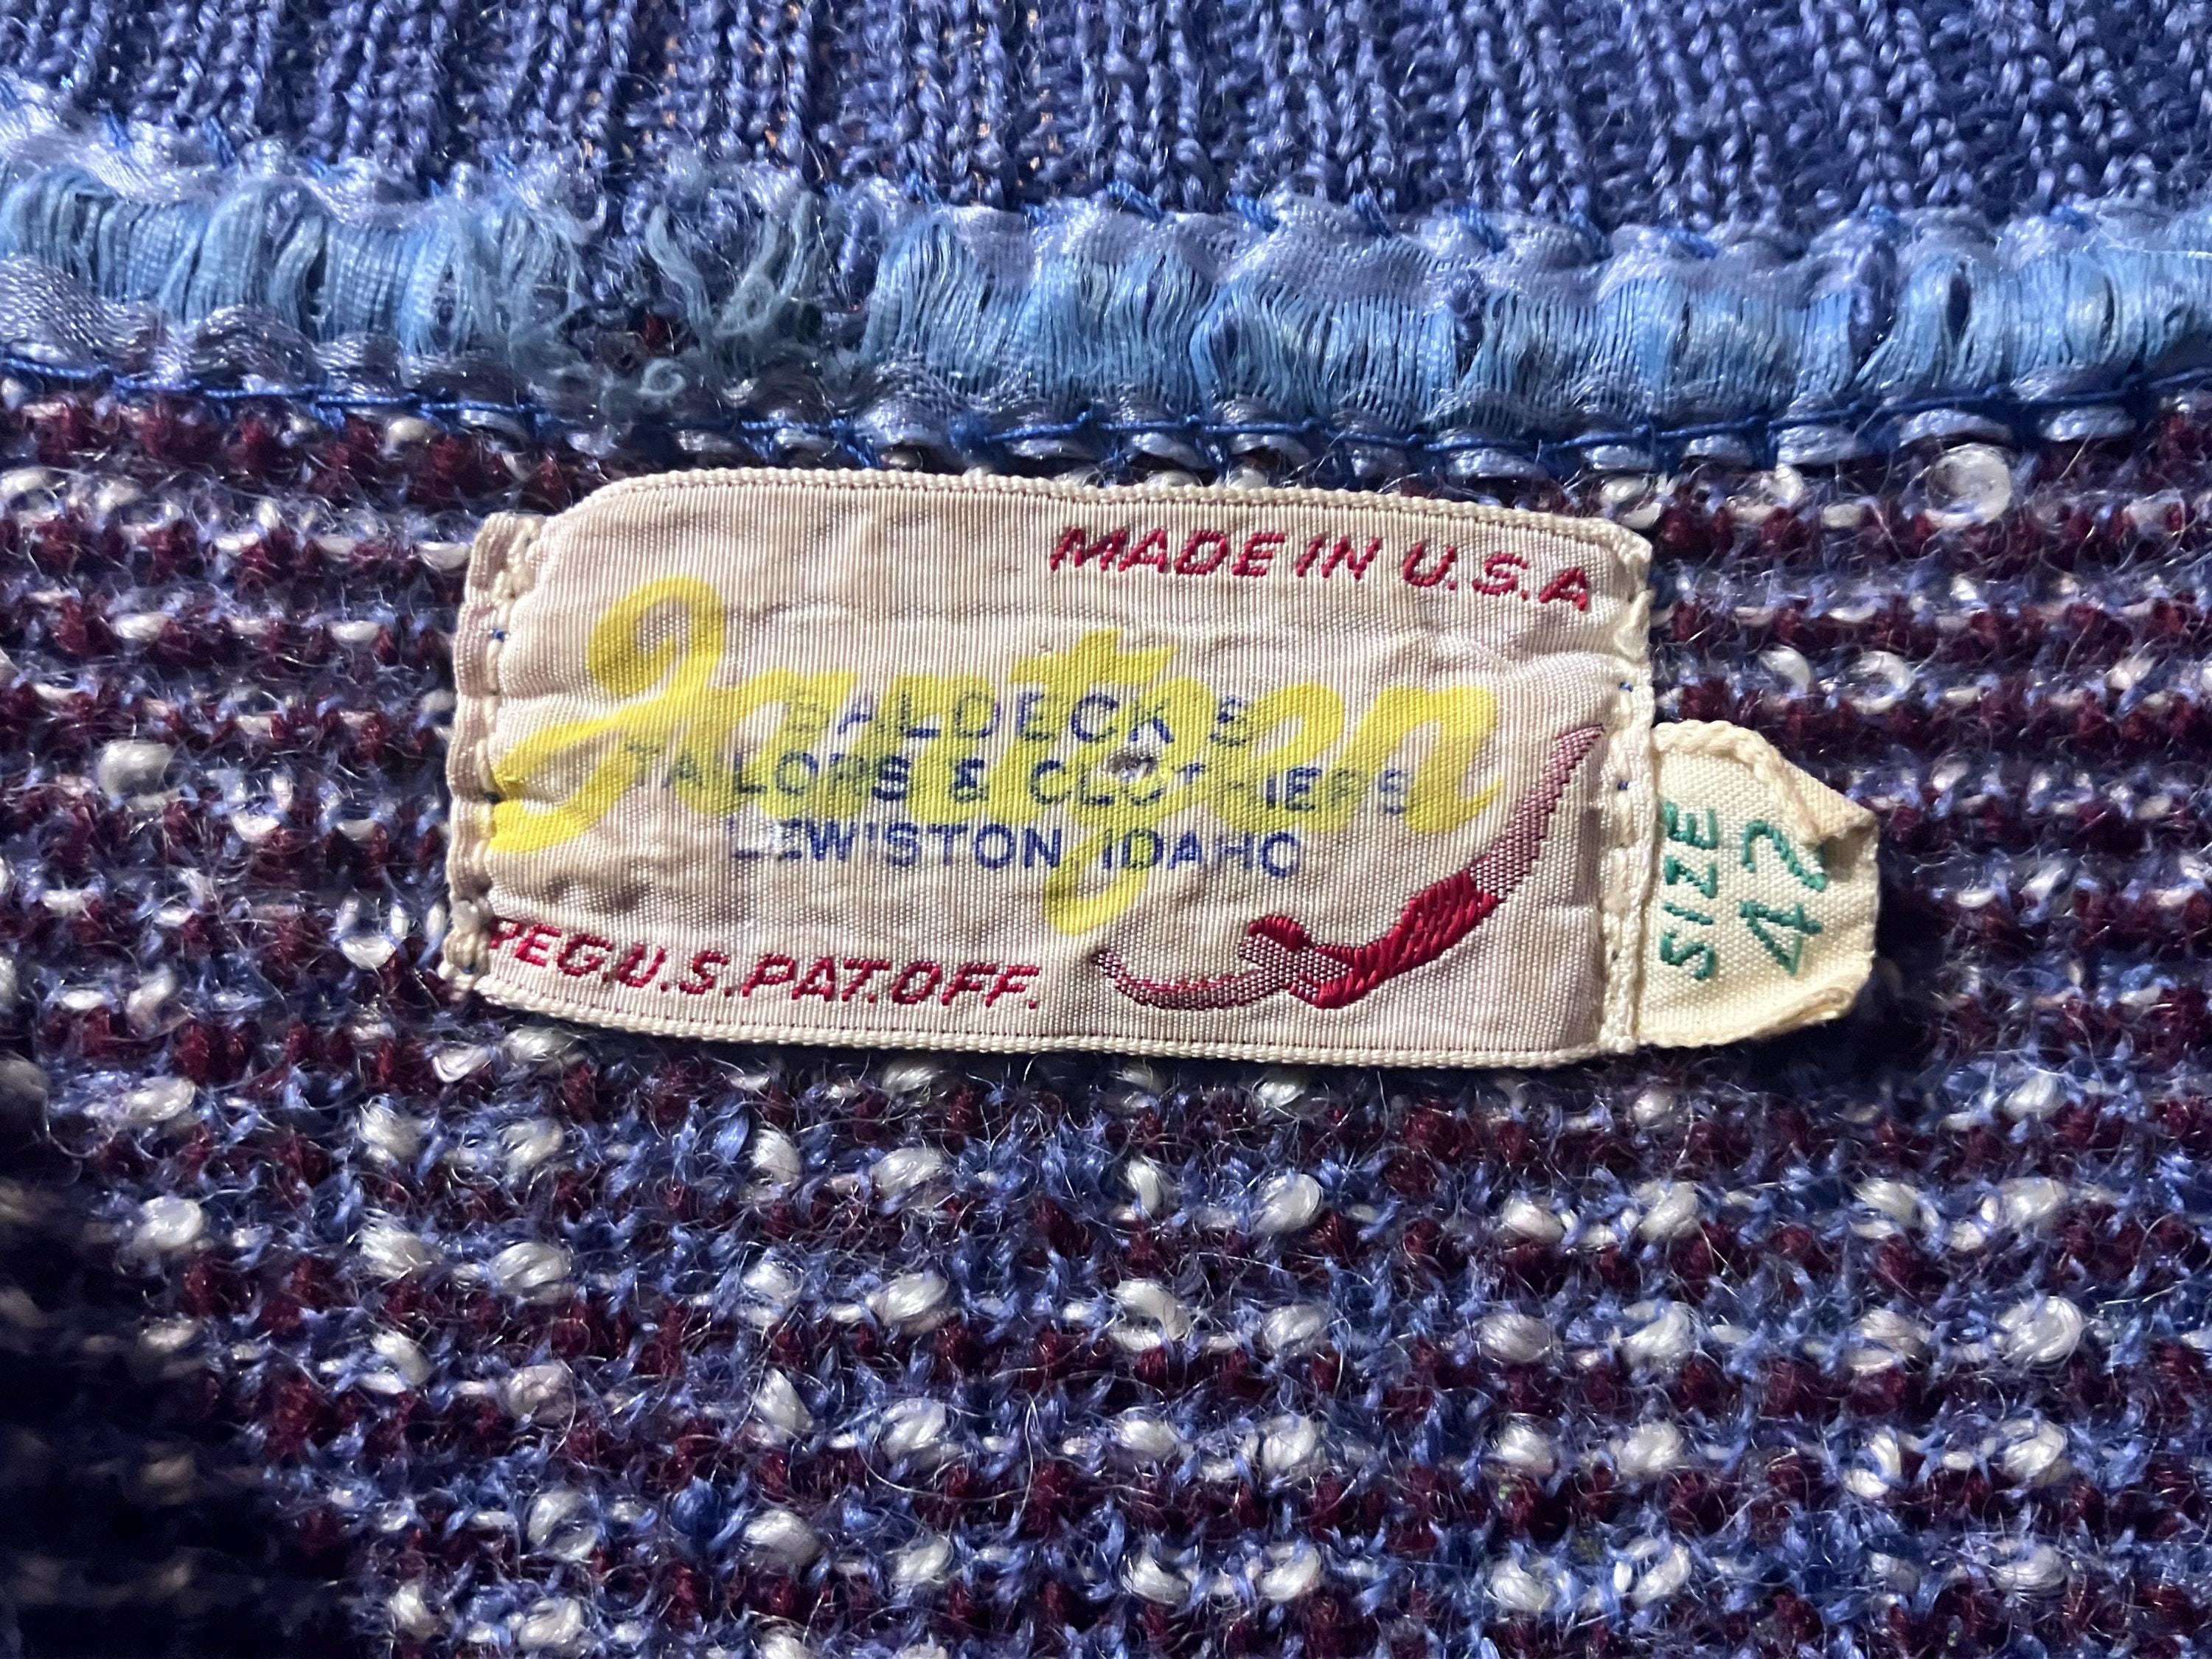 MADE IN U.S.A
Jantzen
BALDECK'S
TAILORS & CLOTHIERS
LEWISTON IDAHO
REG.U.S.PAT.OFF.
SIZE
42